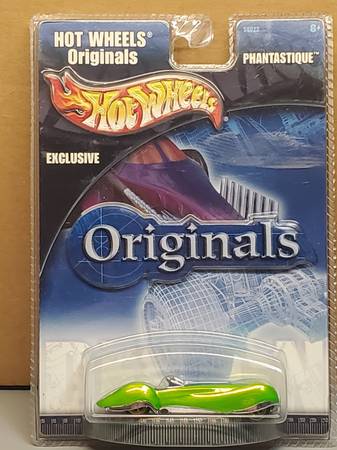 HOT WHEELS®
Originals
8+
PHANTASTIQUE™
Hot Wheels
EXCLUSIVE
Originals